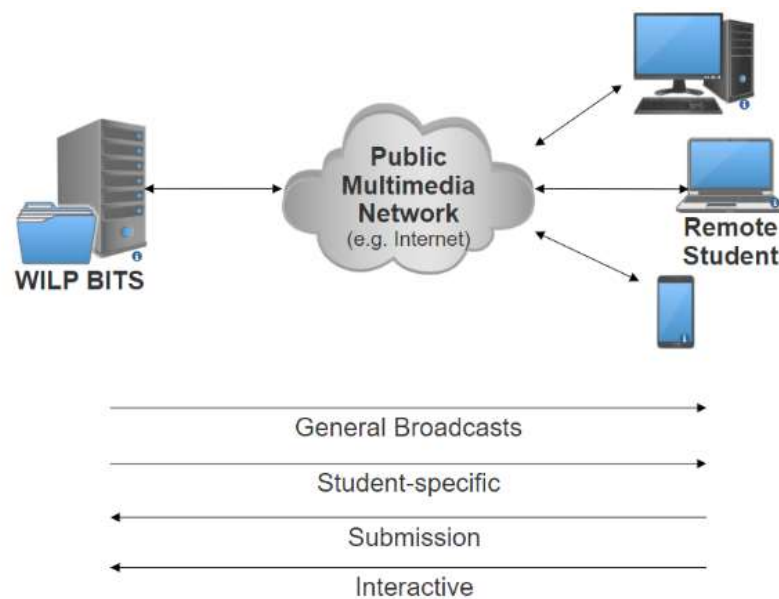 Public
Multimedia
Network
(e.g. Internet)
WILP BITS
Remote
Student
General Broadcasts
Student-specific
Submission
Interactive